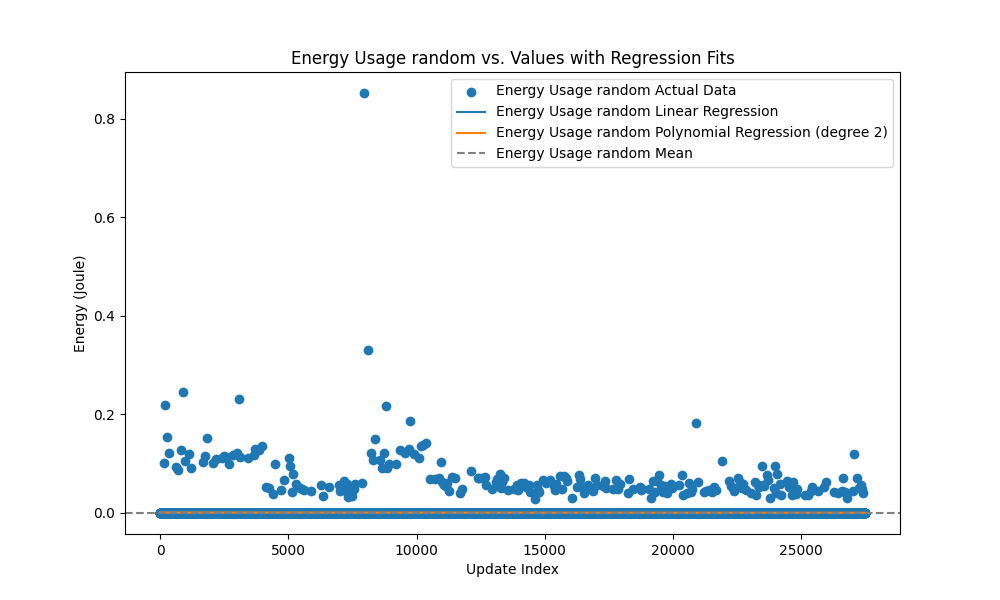 Energy Usage random vs. Values with Regression Fits
Energy Usage random Actual Data
Energy Usage random Linear Regression
Energy Usage random Polynomial Regression (degree 2)
Energy Usage random Mean
Energy (Joule)
0.8
0.6
0.4
0.2
0.0
0 5000 10000 15000 20000 25000
Update Index